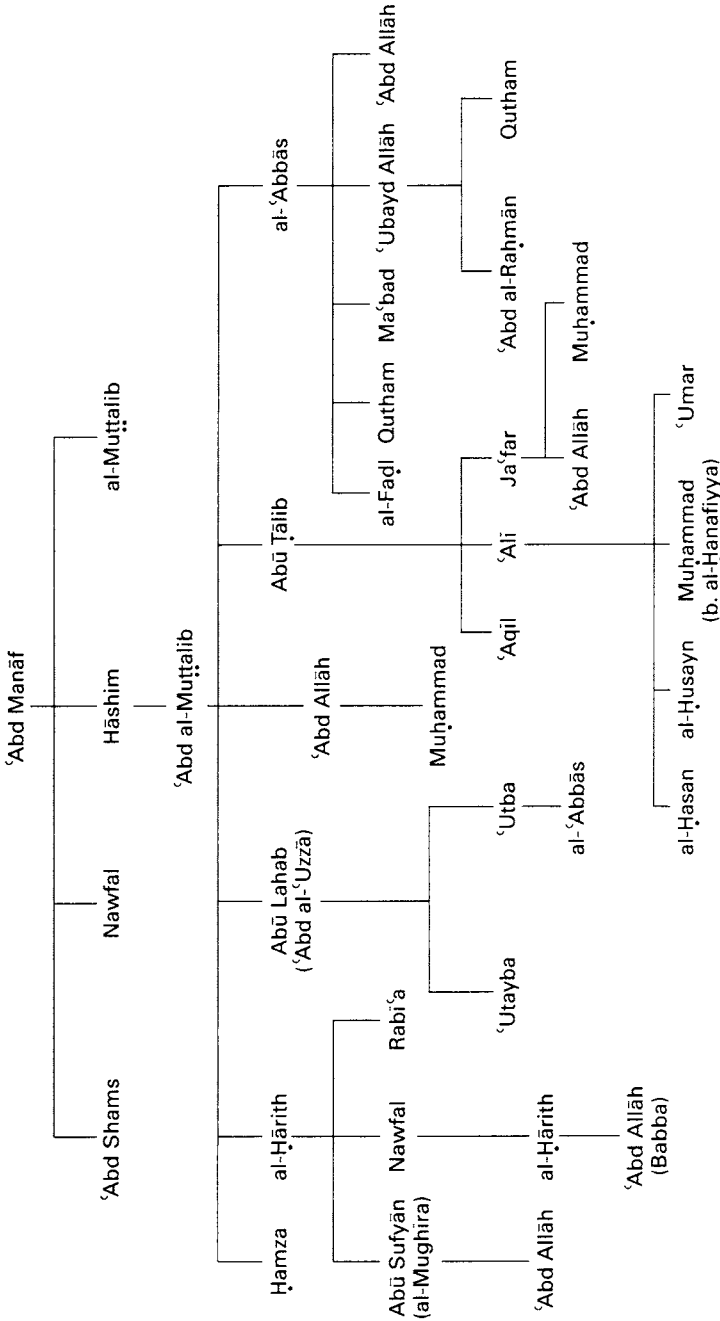 ʿAbd Manāf
ʿAbd Shams
Nawfal
Hāshim
al-Muṭṭalib
ʿAbd al-Muṭṭalib
Ḥamza
al-Ḥārith
Abū Lahab
(ʿAbd al-ʿUzzā)
ʿAbd Allāh
Abū Ṭālib
al-ʿAbbās
Abū Sufyān
(al-Mughīra)
Nawfal
Rabīʿa
Muḥammad
al-Faḍl
Qutham
Maʿbad
ʿUbayd Allāh
ʿAbd Allāh
ʿAbd Allāh
al-Ḥārith
ʿUtayba
ʿUtba
ʿAqīl
ʿAlī
Jaʿfar
ʿAbd al-Raḥmān
Qutham
al-ʿAbbās
ʿAbd Allāh
Muḥammad
ʿAbd Allāh
(Babba)
al-Ḥasan
al-Ḥusayn
Muḥammad
(b. al-Ḥanafiyya)
ʿUmar